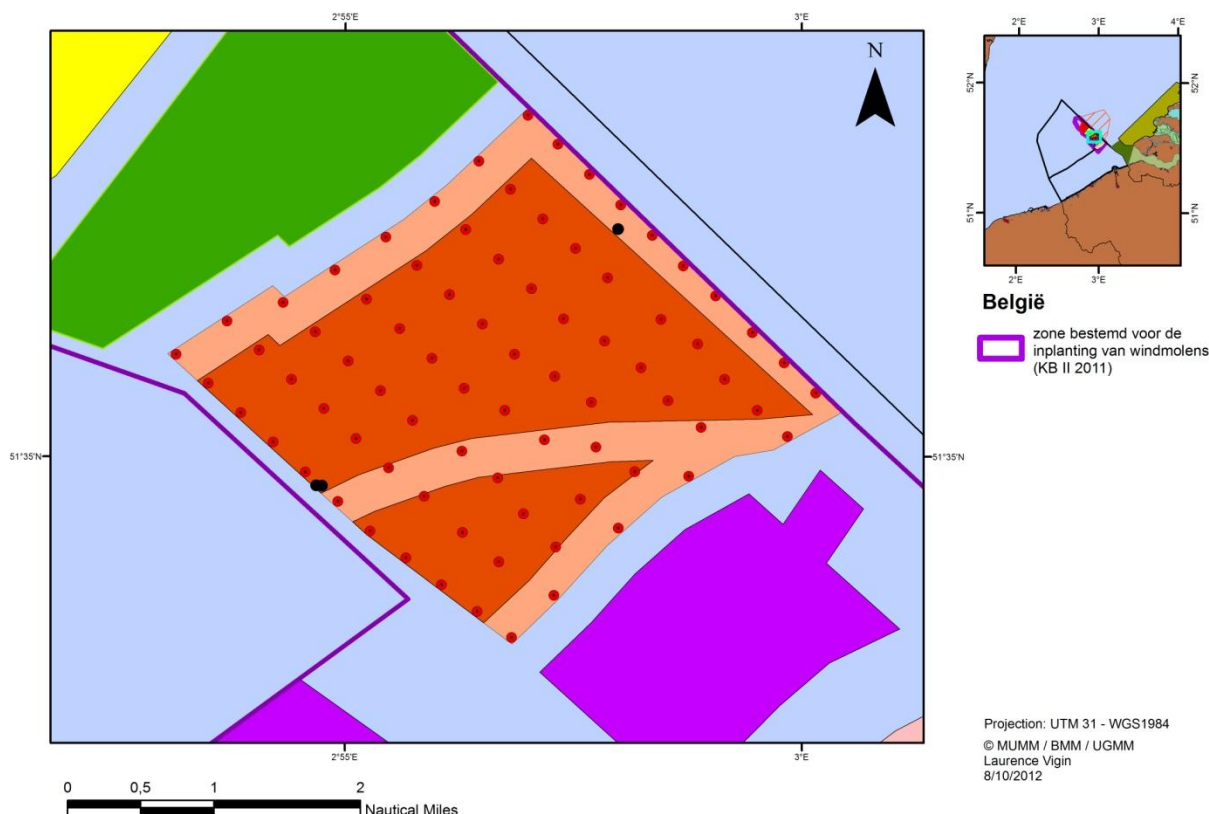 2°55'E 3°E
N
51°35'N 51°35'N
2°55'E 3°E
0 0,5 1 2
Nautical Miles
2°E 3°E 4°E
52°N 52°N
51°N 51°N
2°E 3°E
België
zone bestemd voor de
inplanting van windmolens
(KB II 2011)
Projection: UTM 31 - WGS1984
© MUMM / BMM / UGMM
Laurence Vigin
8/10/2012